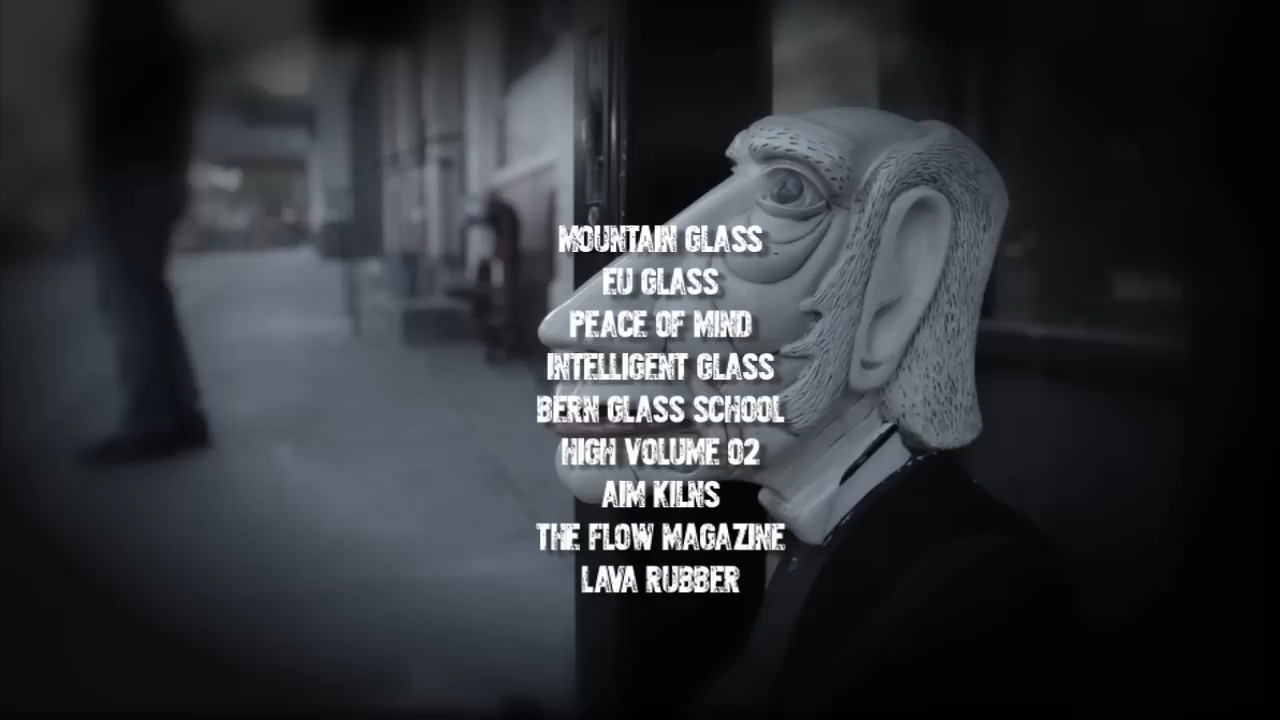 MOUNTAIN GLASS
EU GLASS
PEACE OF MIND
INTELLIGENT GLASS
BERN GLASS SCHOOL
HIGH VOLUME 02
AIM KILNS
THE FLOW MAGAZINE
LAVA RUBBER